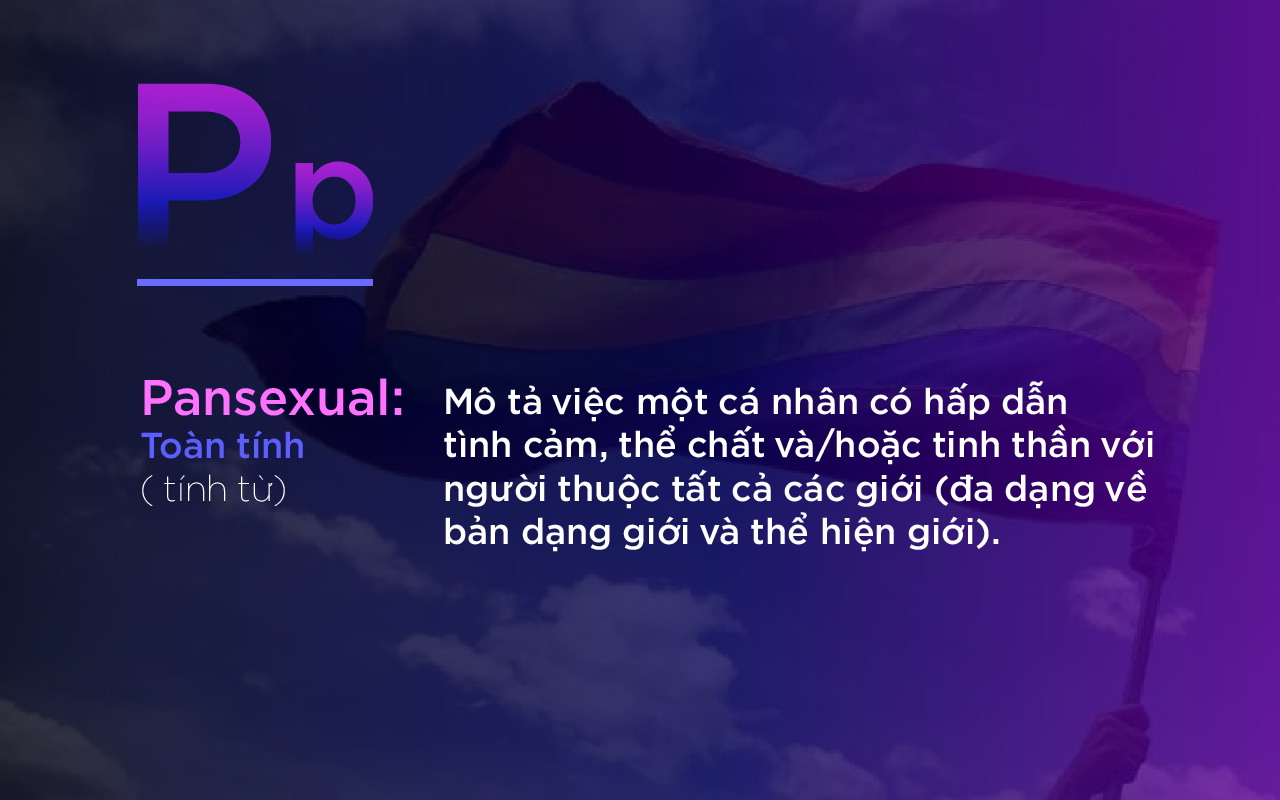 Pp
Pansexual:
Toàn tính
( tính từ)
Mô tả việc một cá nhân có hấp dẫn
tình cảm, thể chất và/hoặc tinh thần với
người thuộc tất cả các giới (đa dạng về
bản dạng giới và thể hiện giới).